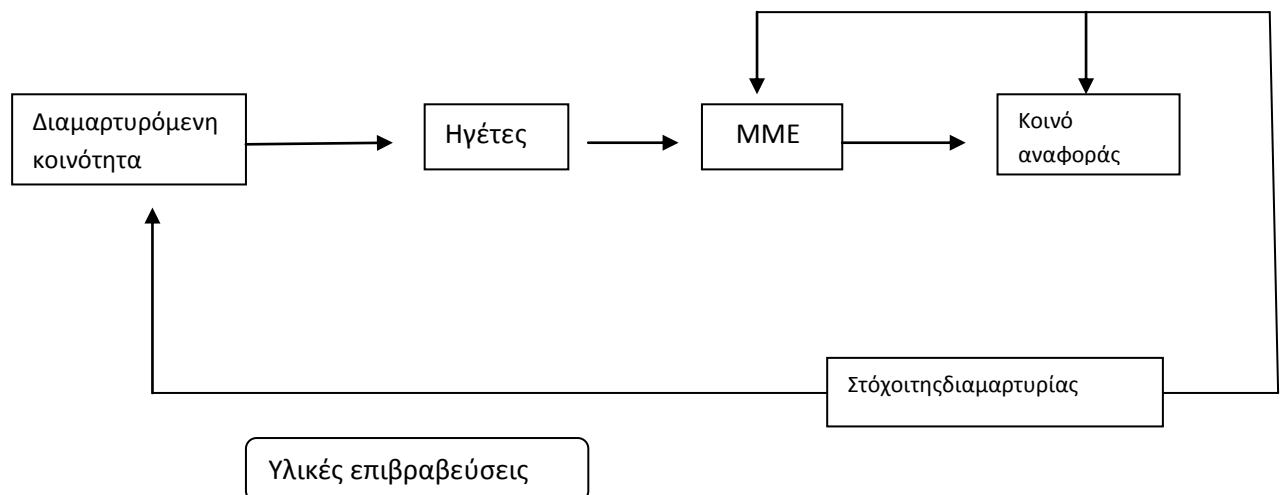 Διαμαρτυρόμενη
κοινότητα
Ηγέτες
ΜΜΕ
Κοινό
αναφοράς
Στόχοιτηςδιαμαρτυρίας
Υλικές επιβραβεύσεις